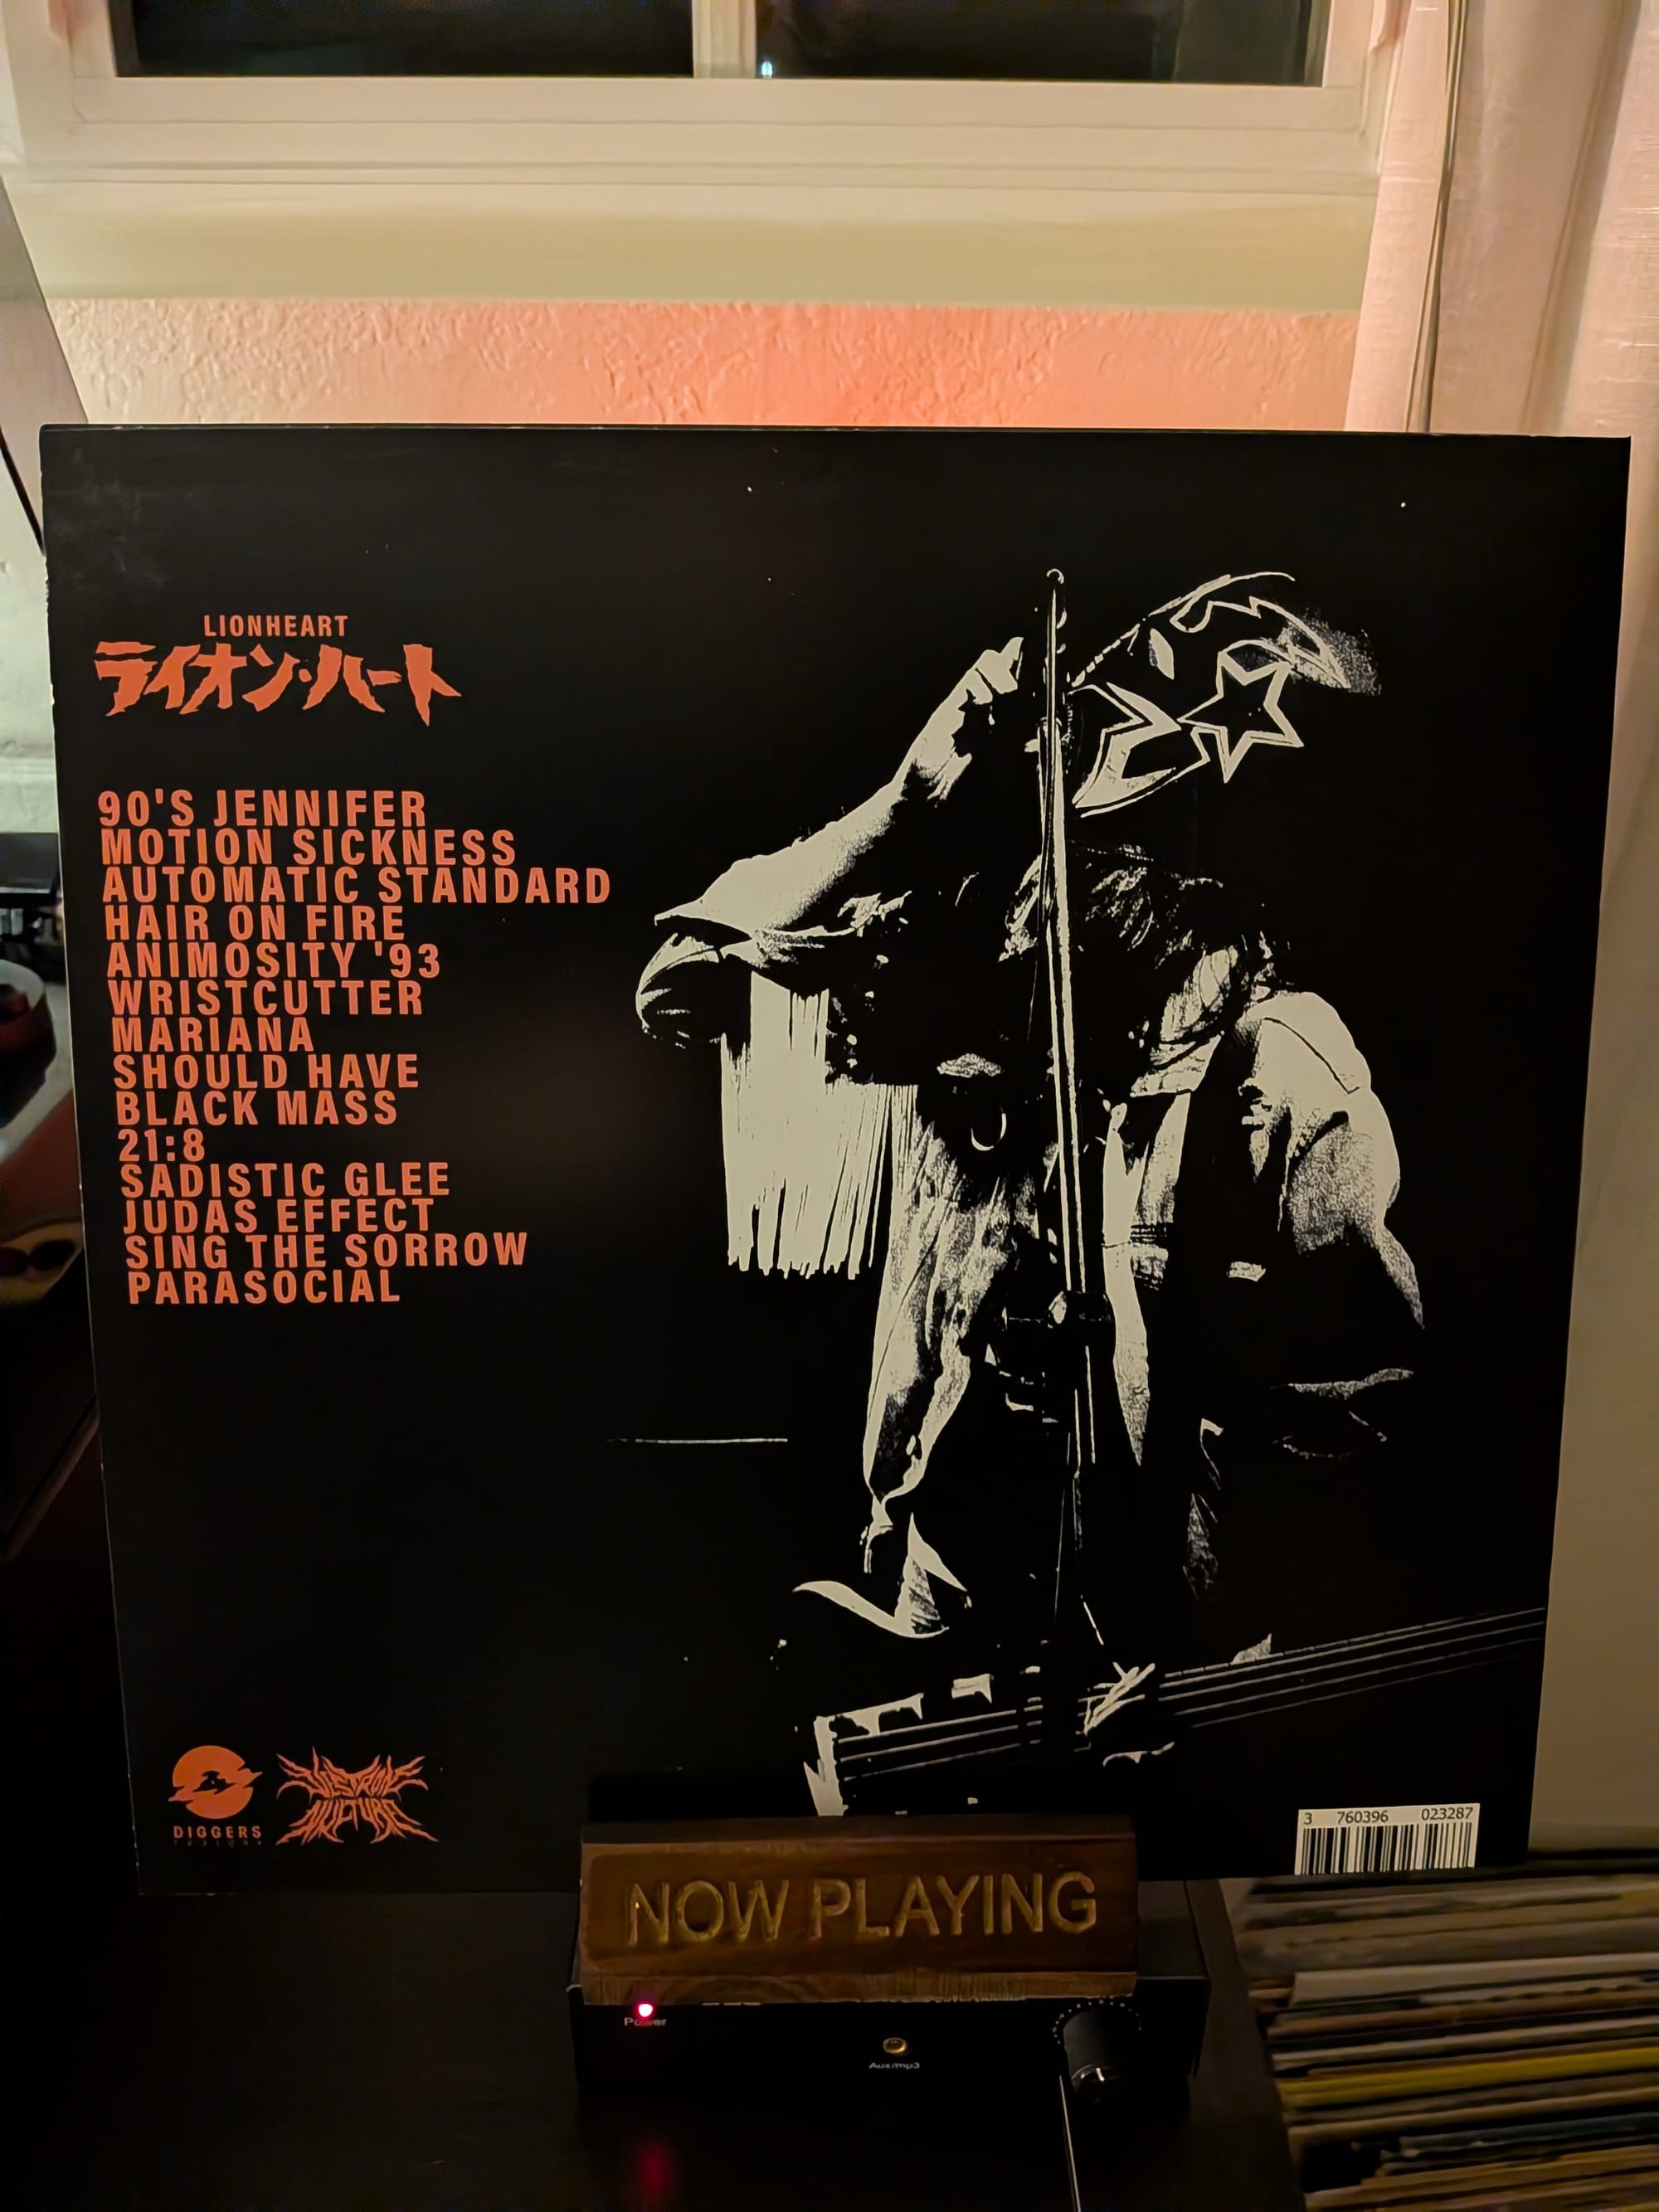 LIONHEART
ライオン・ハート
90'S JENNIFER
MOTION SICKNESS
AUTOMATIC STANDARD
HAIR ON FIRE
ANIMOSITY '93
WRISTCUTTER
MARIANA
SHOULD HAVE
BLACK MASS
21:8
SADISTIC GLEE
JUDAS EFFECT
SING THE SORROW
PARASOCIAL
DIGGERS
3 760396 023287
NOW PLAYING
Power
Aux/mp3